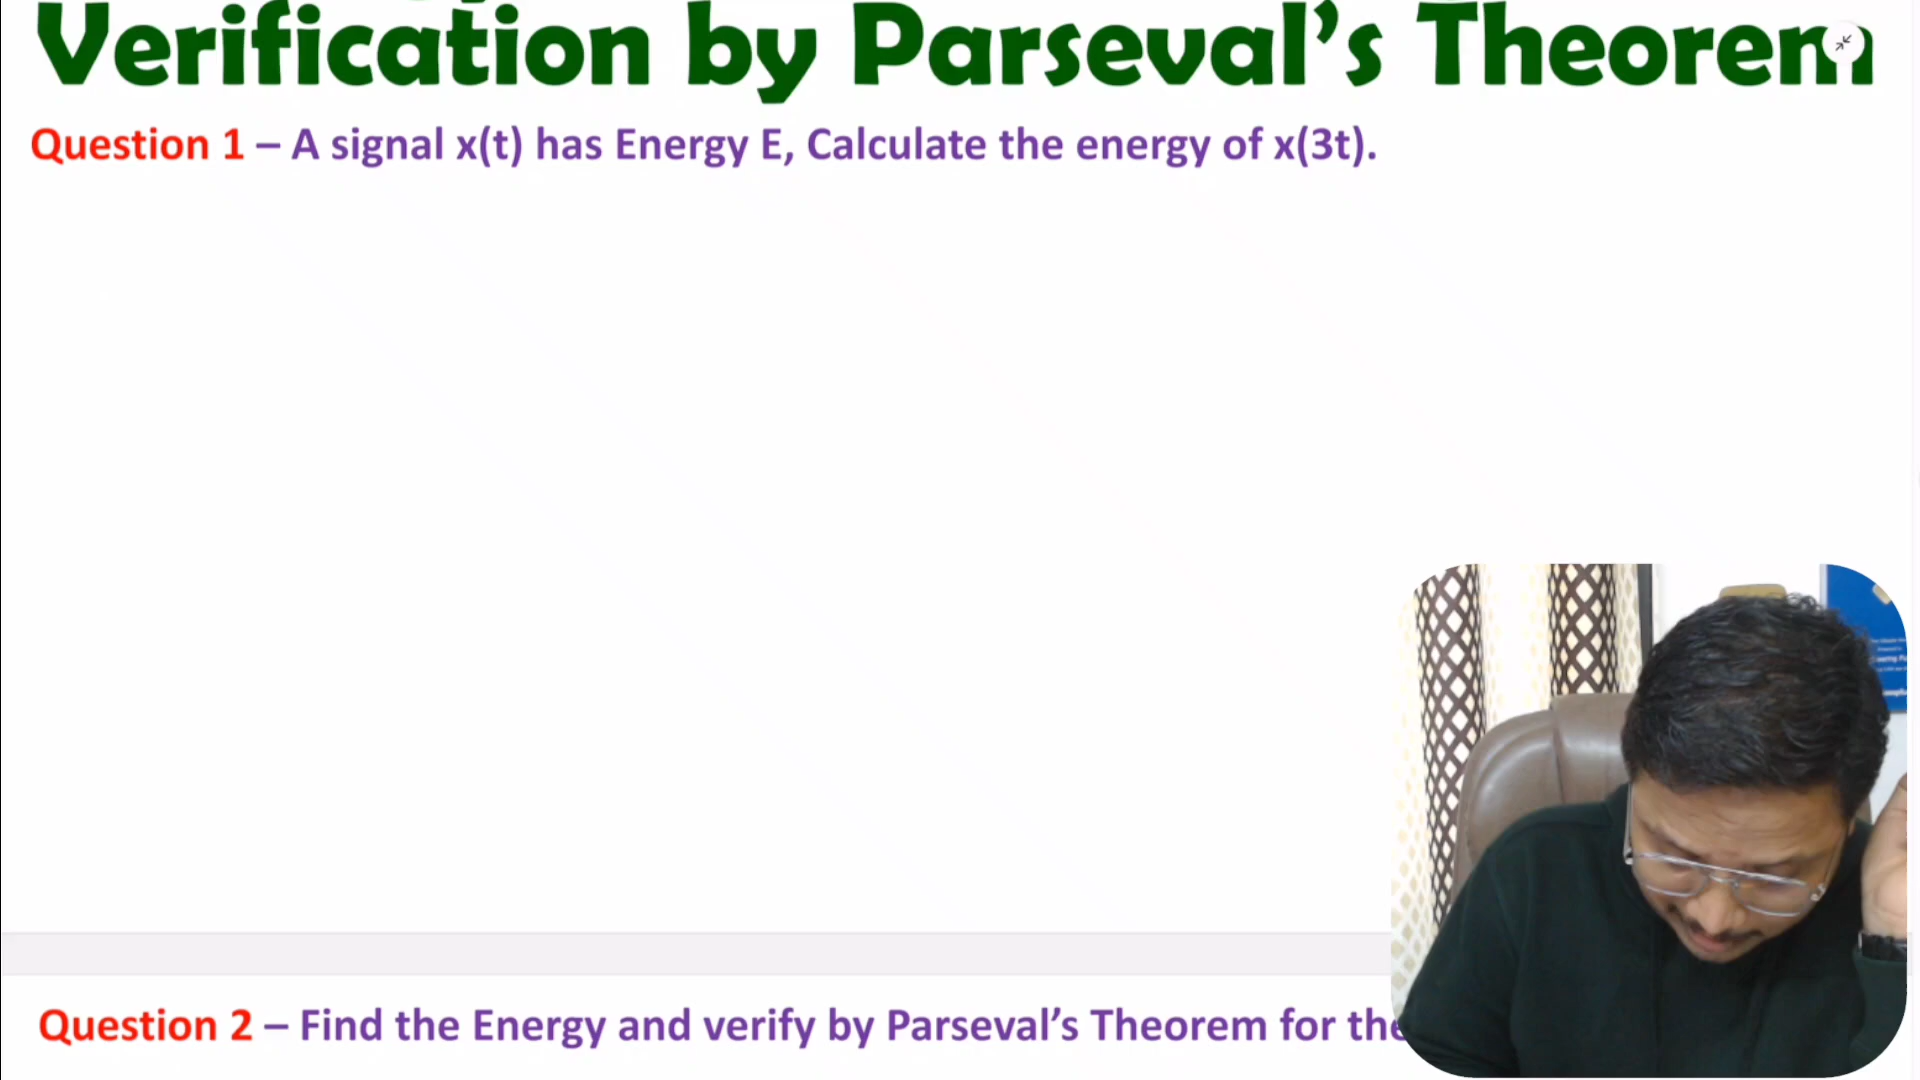 Verification by Parseval’s Theorem
Question 1 – A signal x(t) has Energy E, Calculate the energy of x(3t).
Question 2 – Find the Energy and verify by Parseval’s Theorem for the